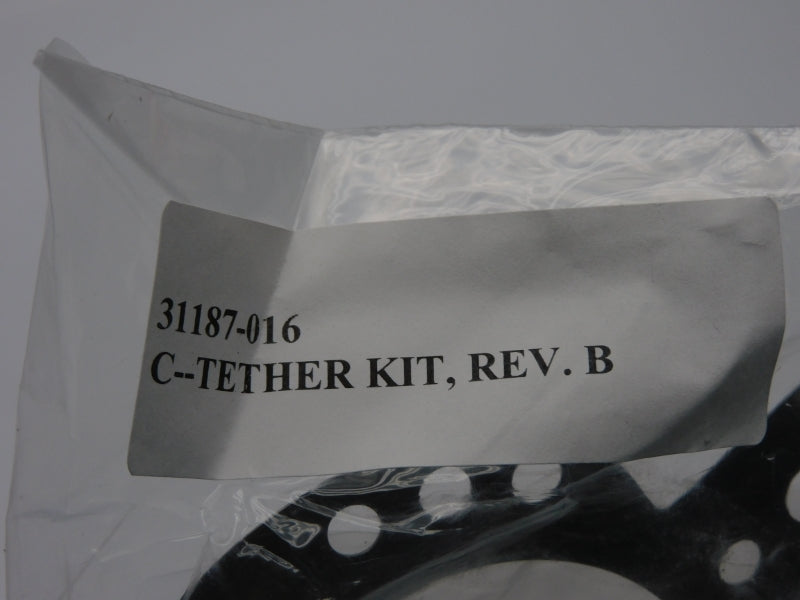 31187-016
C--TETHER KIT, REV. B